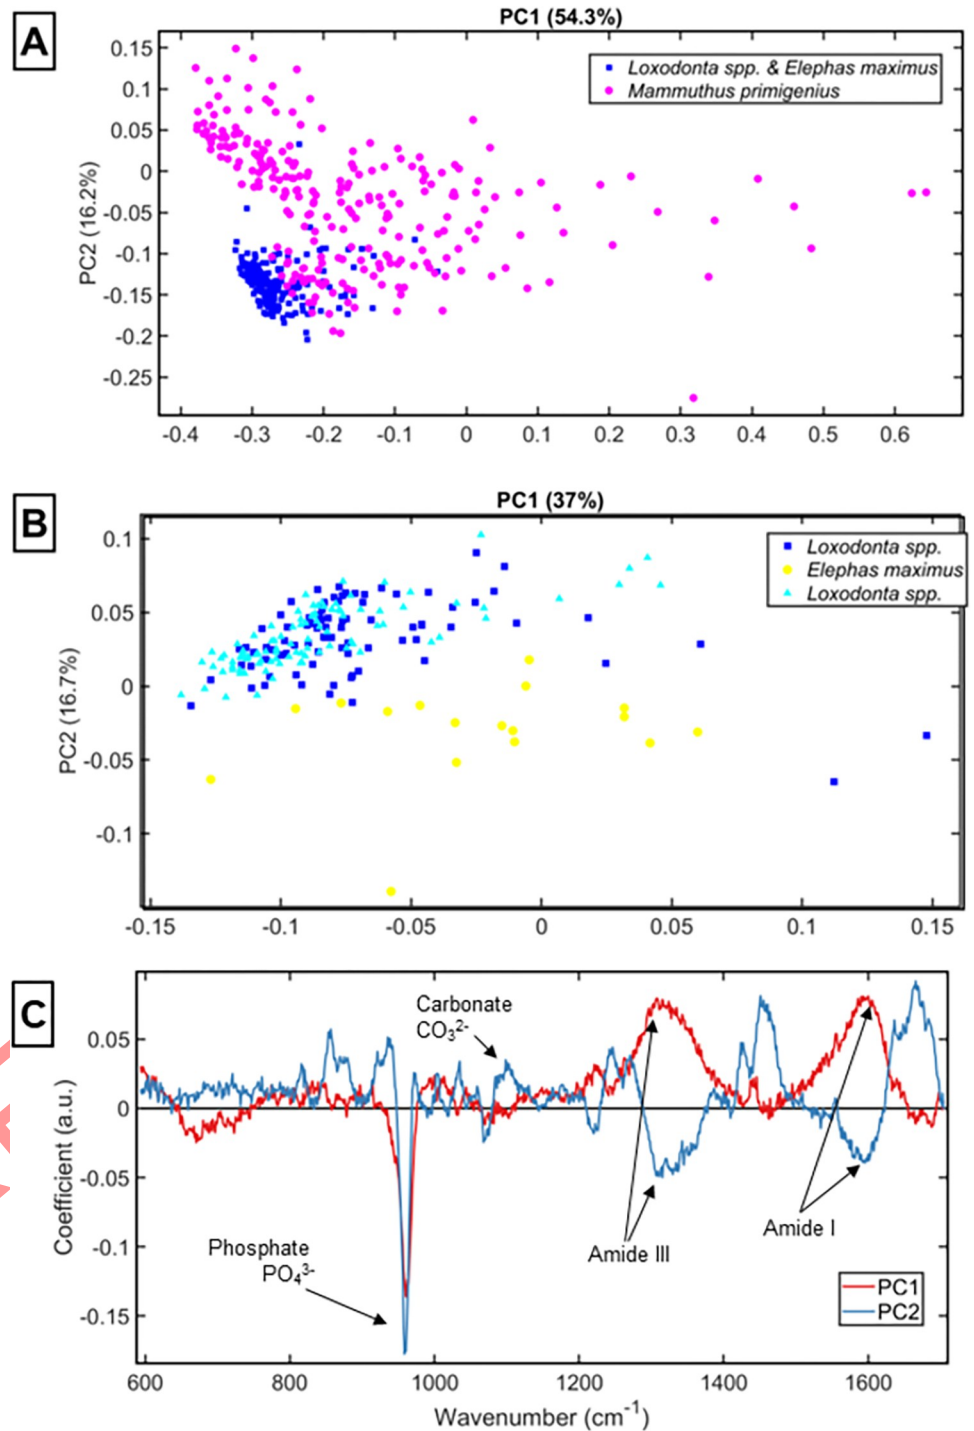 A
PC1 (54.3%)
Loxodonta spp. & Elephas maximus
Mammuthus primigenius
PC2 (16.2%)
0.15
0.1
0.05
0
-0.05
-0.1
-0.15
-0.2
-0.25
-0.4 -0.3 -0.2 -0.1 0 0.1 0.2 0.3 0.4 0.5 0.6
B
PC1 (37%)
Loxodonta spp.
Elephas maximus
Loxodonta spp.
PC2 (16.7%)
0.1
0.05
0
-0.05
-0.1
-0.15 -0.1 -0.05 0 0.05 0.1 0.15
C
Carbonate
CO₃²⁻
Phosphate
PO₄³⁻
Amide III
Amide I
PC1
PC2
Coefficient (a.u.)
0.05
0
-0.05
-0.1
-0.15
600 800 1000 1200 1400 1600
Wavenumber (cm⁻¹)